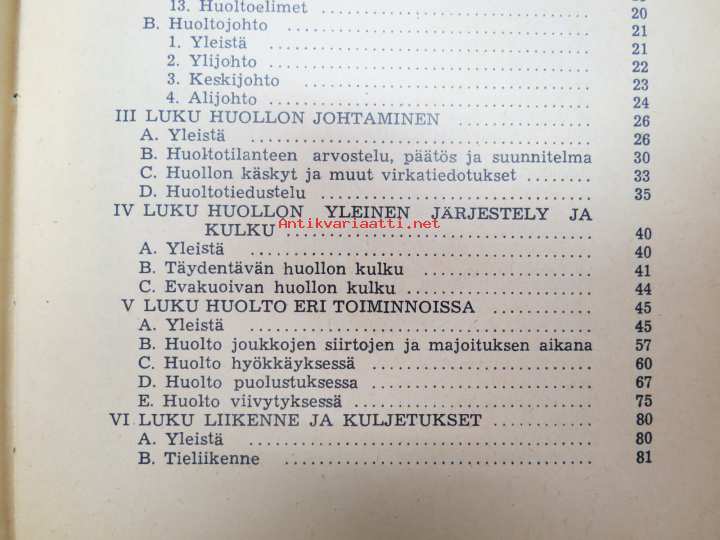 13. Huoltoelimet ........ 20
B. Huoltojohto ........ 21
1. Yleistä ........ 21
2. Ylijohto ........ 22
3. Keskijohto ........ 23
4. Alijohto ........ 24
III LUKU HUOLLON JOHTAMINEN ........ 26
A. Yleistä ........ 26
B. Huoltotilanteen arvostelu, päätös ja suunnitelma 30
C. Huollon käskyt ja muut virkatiedotukset ........ 33
D. Huoltotiedustelu ........ 35
IV LUKU HUOLLON YLEINEN JÄRJESTELY JA
Antikvariaatti.net
KULKU ........ 40
A. Yleistä ........ 40
B. Täydentävän huollon kulku ........ 41
C. Evakuoivan huollon kulku ........ 44
V LUKU HUOLTO ERI TOIMINNOISSA ........ 45
A. Yleistä ........ 45
B. Huolto joukkojen siirtojen ja majoituksen aikana 57
C. Huolto hyökkäyksessä ........ 60
D. Huolto puolustuksessa ........ 67
E. Huolto viivytyksessä ........ 75
VI LUKU LIIKENNE JA KULJETUKSET ........ 80
A. Yleistä ........ 80
B. Tieliikenne ........ 81